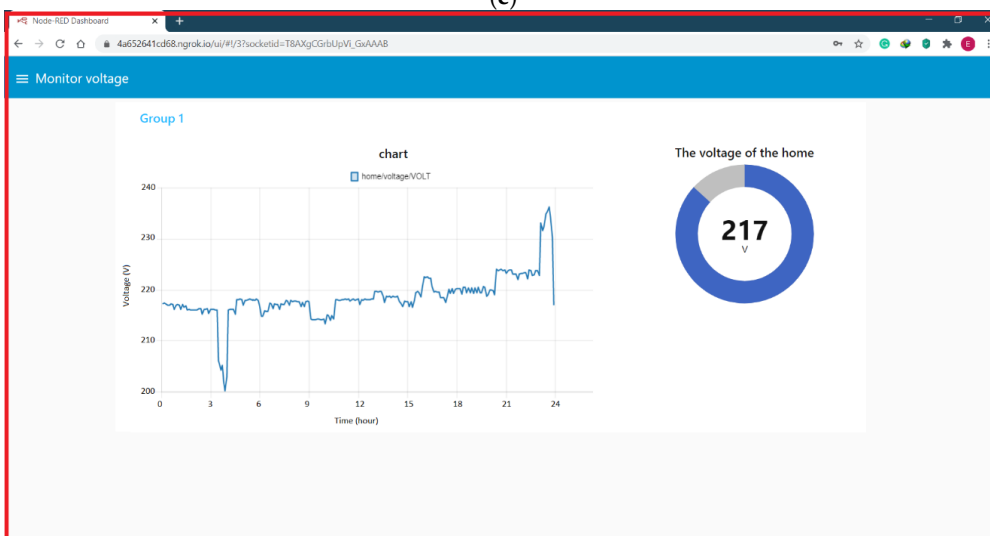 (c)
Node-RED Dashboard
4a652641cd68.ngrok.io/ui/#!/3?socketid=T8AXgCGrbUpVi_GxAAAB
E
Monitor voltage
Group 1
chart
home/voltage/VOLT
240
230
220
210
200
Voltage (V)
0 3 6 9 12 15 18 21 24
Time (hour)
The voltage of the home
217
V